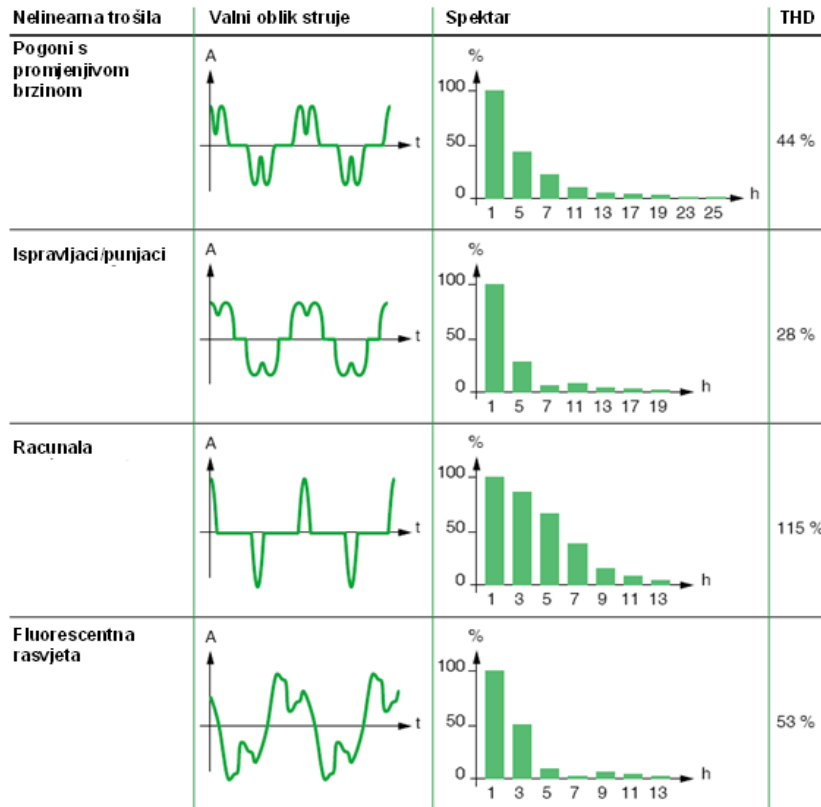 Nelinearna trošila
Valni oblik struje
Spektar
THD
Pogoni s
promjenjivom
brzinom
A
t
%
100
50
0
1 5 7 11 13 17 19 23 25
h
44 %
Ispravljaci/punjaci
A
t
%
100
50
0
1 5 7 11 13 17 19
h
28 %
Racunala
A
t
%
100
50
0
1 3 5 7 9 11 13
h
115 %
Fluorescentna
rasvjeta
A
t
%
100
50
0
1 3 5 7 9 11 13
h
53 %